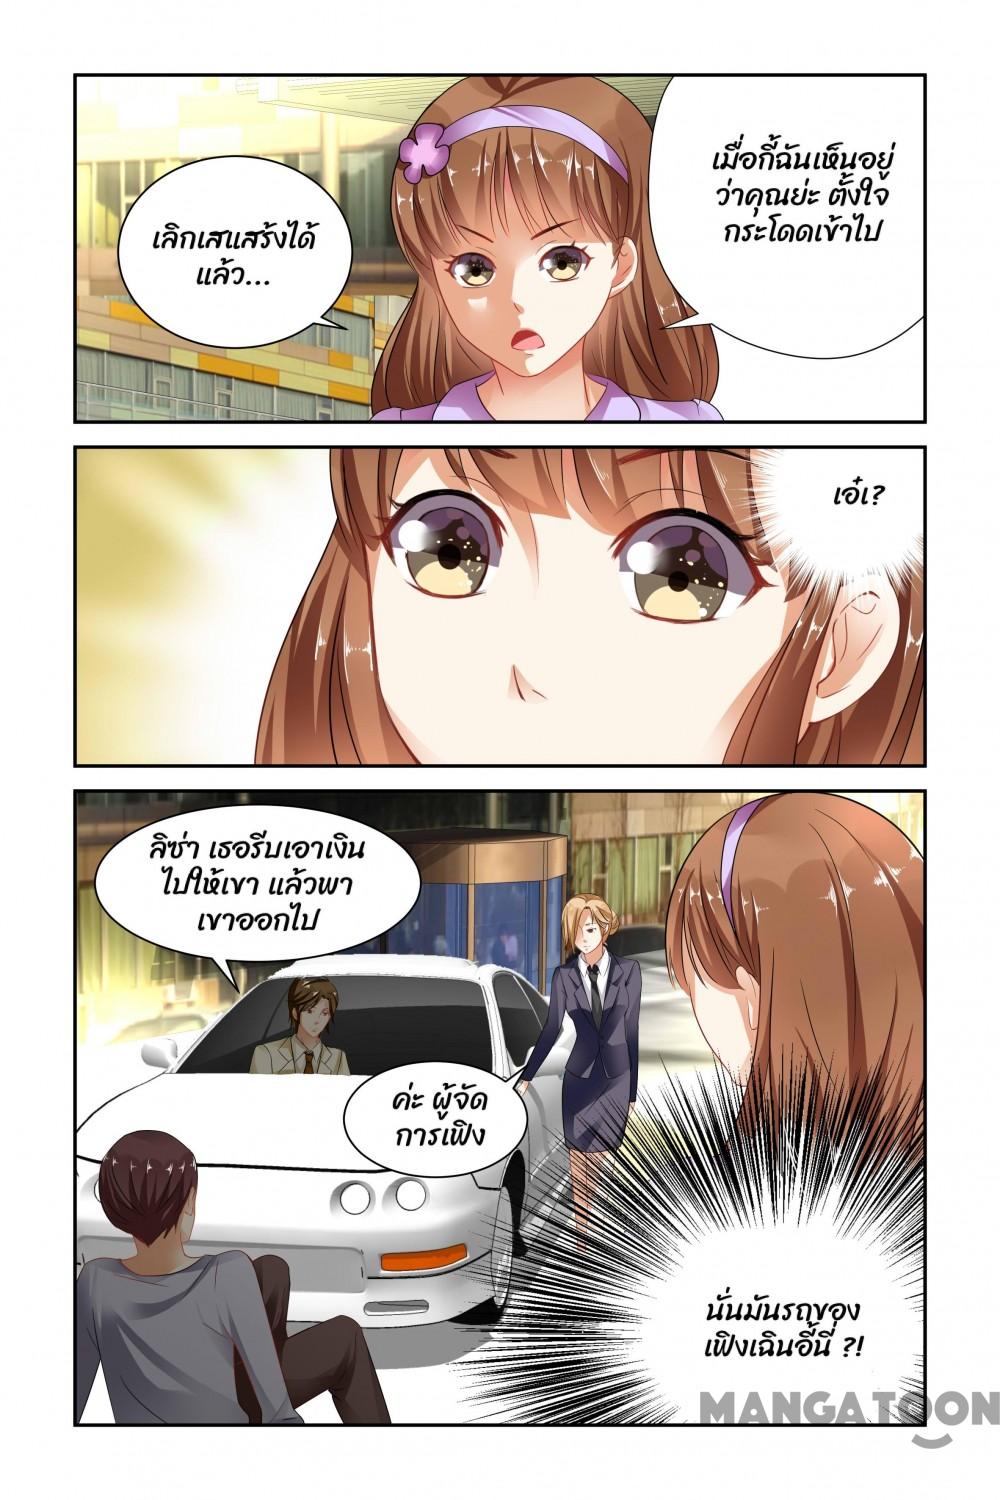 เลิกเสแสร้งได้
แล้ว...
เมื่อกี้ฉันเห็นอยู่
ว่าคุณย่ะ ตั้งใจ
กระโดดเข้าไป
เอ๋?
ลิซ่า เธอรีบเอาเงิน
ไปให้เขา แล้วพา
เขาออกไป
ค่ะ ผู้จัด
การเฟิง
นั่นมันรถของ
เฟิงเฉินอี้นี่ ?!
MANGATOON